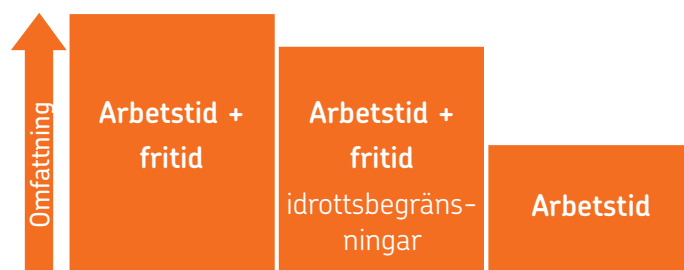 Omfattning
Arbetstid +
fritid
Arbetstid +
fritid
idrottsbegräns-
ningar
Arbetstid